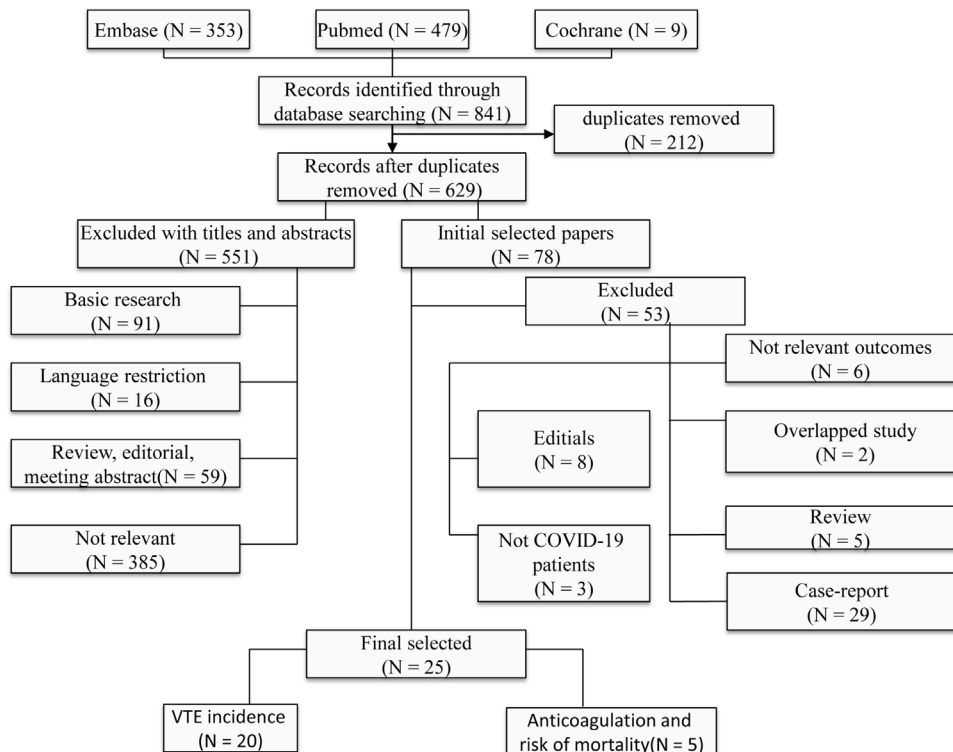 Embase (N = 353)
Pubmed (N = 479)
Cochrane (N = 9)
Records identified through
database searching (N = 841)
duplicates removed
(N = 212)
Records after duplicates
removed (N = 629)
Excluded with titles and abstracts
(N = 551)
Initial selected papers
(N = 78)
Basic research
(N = 91)
Language restriction
(N = 16)
Review, editorial,
meeting abstract(N = 59)
Not relevant
(N = 385)
Excluded
(N = 53)
Not relevant outcomes
(N = 6)
Editials
(N = 8)
Overlapped study
(N = 2)
Not COVID-19
patients
(N = 3)
Review
(N = 5)
Case-report
(N = 29)
Final selected
(N = 25)
VTE incidence
(N = 20)
Anticoagulation and
risk of mortality(N = 5)